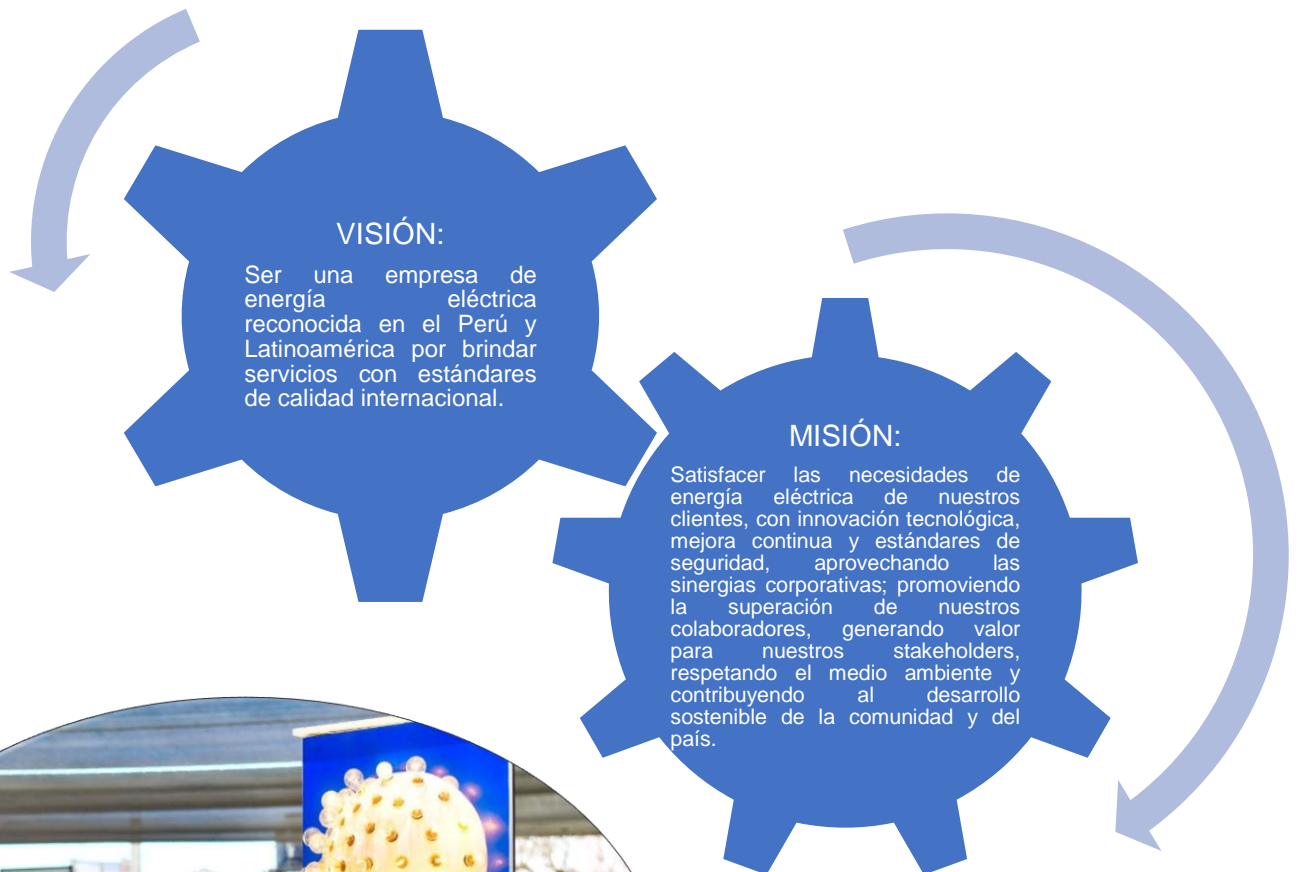 VISIÓN:
Ser una empresa de
energía eléctrica
reconocida en el Perú y
Latinoamérica por brindar
servicios con estándares
de calidad internacional.
MISIÓN:
Satisfacer las necesidades de
energía eléctrica de nuestros
clientes, con innovación tecnológica,
mejora continua y estándares de
seguridad, aprovechando las
sinergias corporativas; promoviendo
la superación de nuestros
colaboradores, generando valor
para nuestros stakeholders,
respetando el medio ambiente y
contribuyendo al desarrollo
sostenible de la comunidad y del
país.